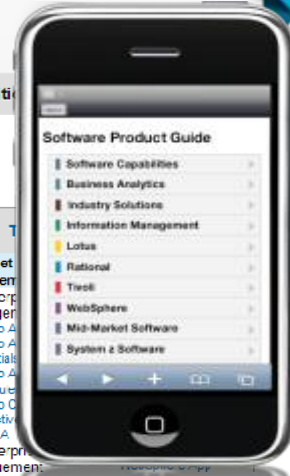 Software Product Guide
Software Capabilities
Business Analytics
Industry Solutions
Information Management
Lotus
Rational
Tivoli
WebSphere
Mid-Market Software
System z Software